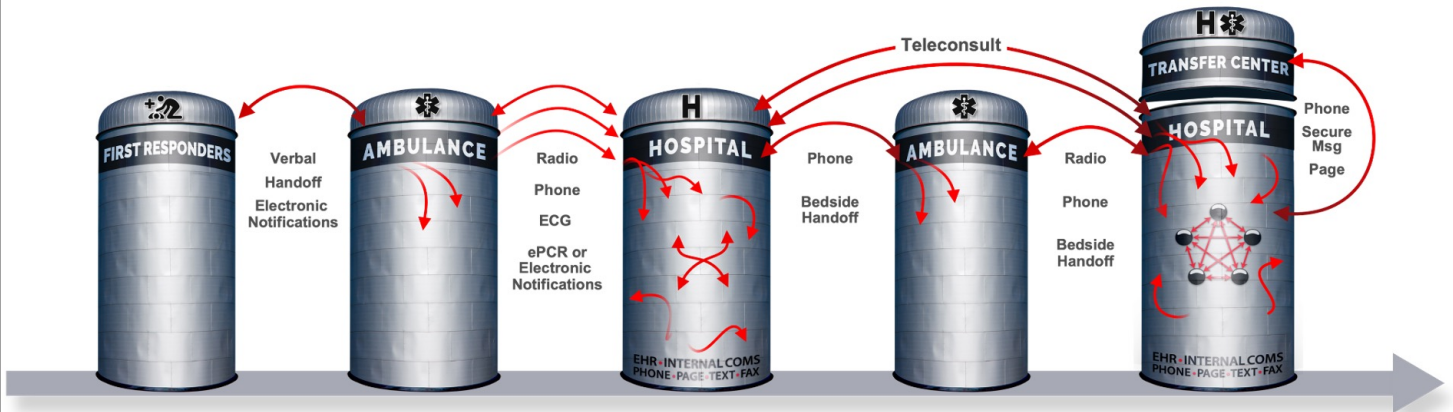 Teleconsult
H
TRANSFER CENTER
FIRST RESPONDERS
Verbal
Handoff
Electronic
Notifications
AMBULANCE
Radio
Phone
ECG
ePCR or
Electronic
Notifications
H
HOSPITAL
EHR•INTERNAL COMS
PHONE•PAGE•TEXT•FAX
Phone
Bedside
Handoff
AMBULANCE
Radio
Phone
Bedside
Handoff
HOSPITAL
EHR•INTERNAL COMS
PHONE•PAGE•TEXT•FAX
Phone
Secure
Msg
Page